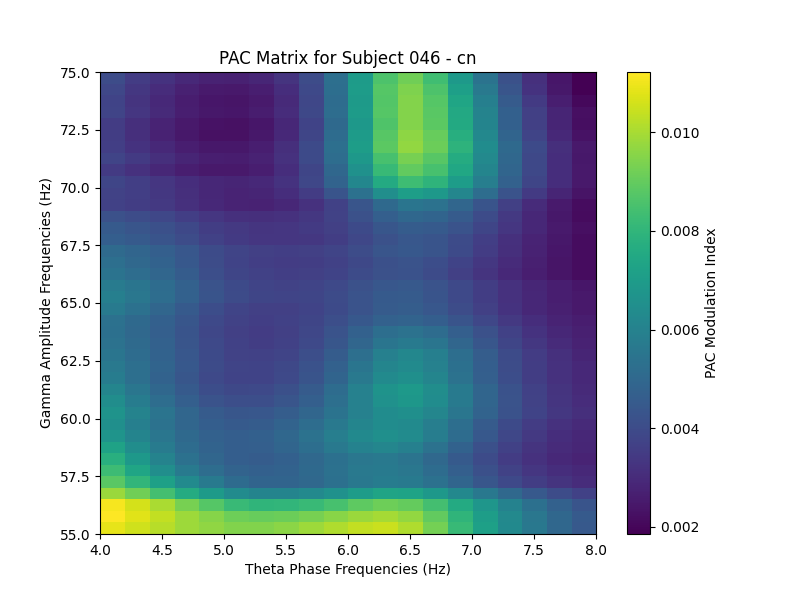 PAC Matrix for Subject 046 - cn
75.0
72.5
70.0
67.5
65.0
62.5
60.0
57.5
55.0
Gamma Amplitude Frequencies (Hz)
4.0 4.5 5.0 5.5 6.0 6.5 7.0 7.5 8.0
Theta Phase Frequencies (Hz)
0.010
0.008
0.006
0.004
0.002
PAC Modulation Index